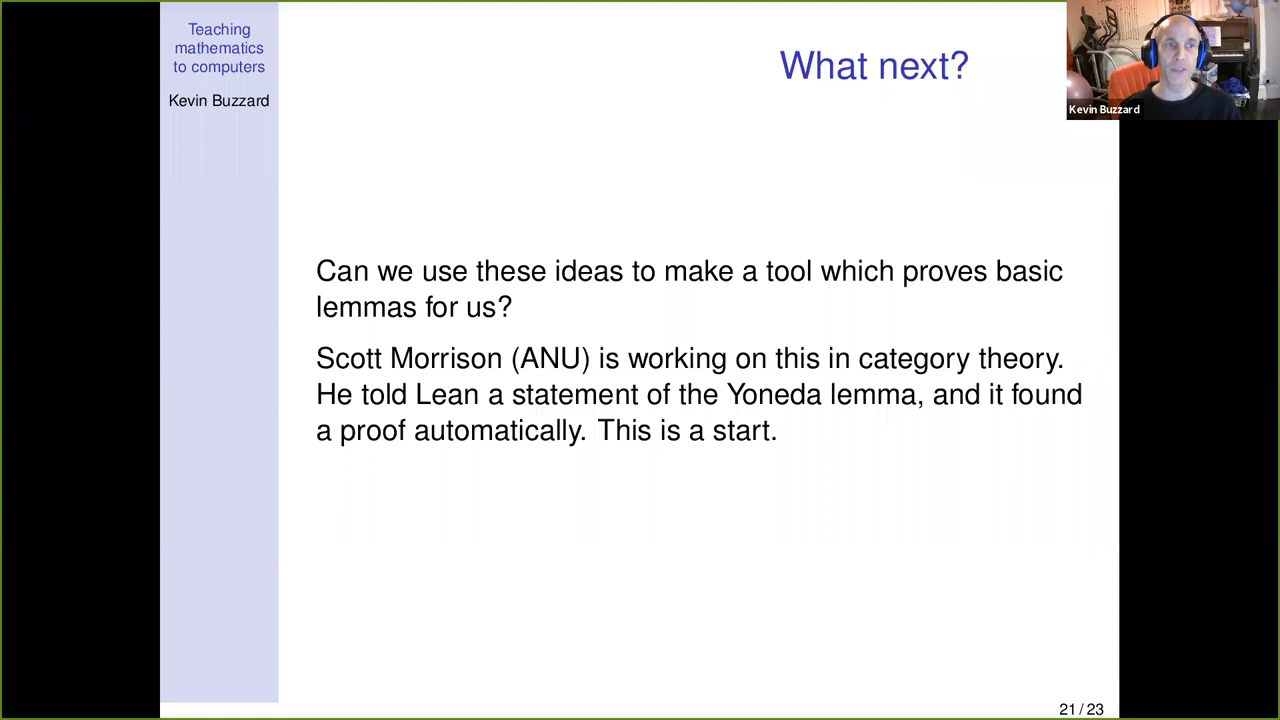 Teaching
mathematics
to computers
Kevin Buzzard
What next?
Kevin Buzzard
Can we use these ideas to make a tool which proves basic
lemmas for us?
Scott Morrison (ANU) is working on this in category theory.
He told Lean a statement of the Yoneda lemma, and it found
a proof automatically. This is a start.
21 / 23